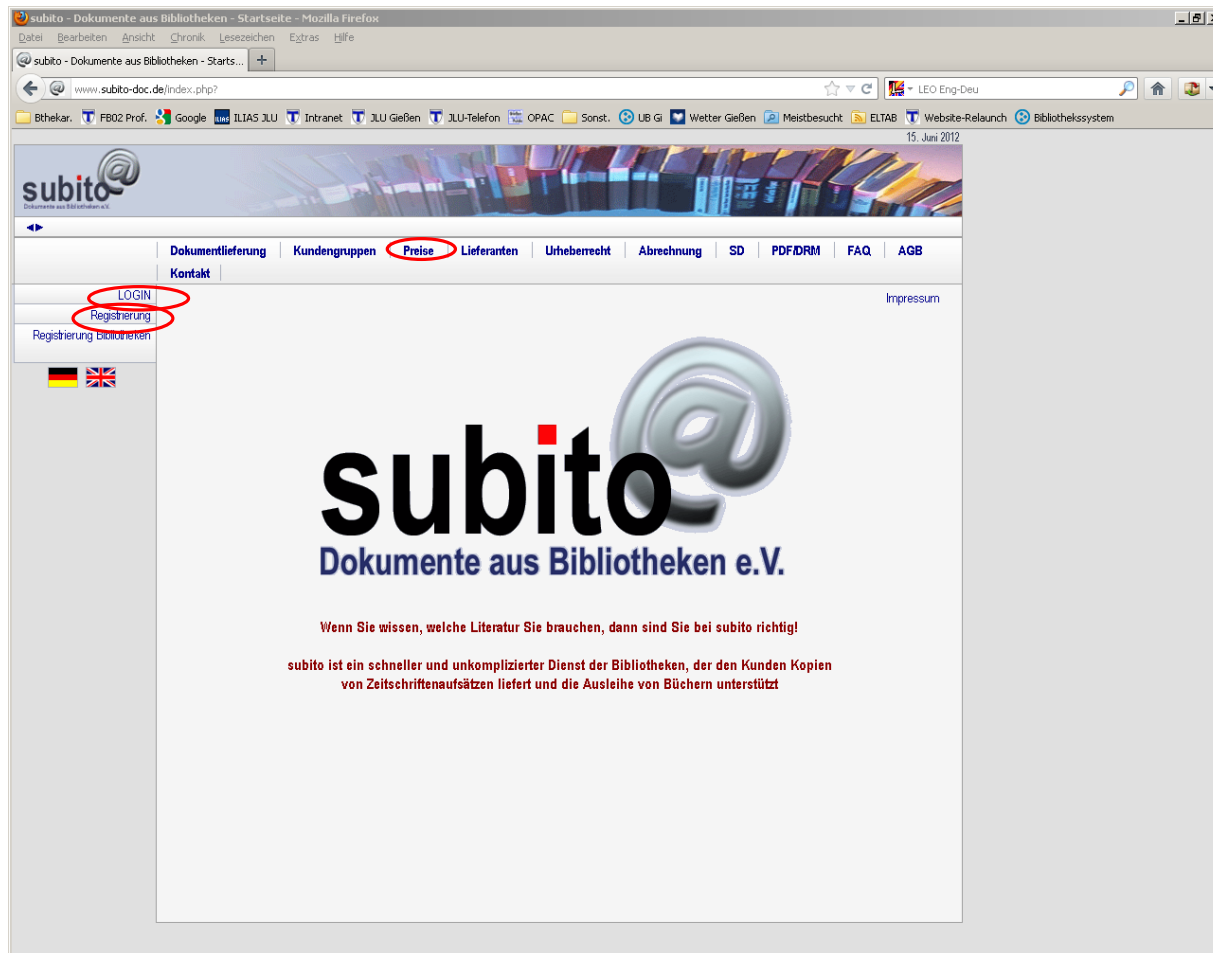 subito - Dokumente aus Bibliotheken - Startseite - Mozilla Firefox
Datei Bearbeiten Ansicht Chronik Lesezeichen Extras Hilfe
subito - Dokumente aus Bibliotheken - Starts... +
www.subito-doc.de/index.php?
LEO Eng-Deu
Bthekar. FB02 Prof. Google ILIAS JLU Intranet JLU Gießen JLU-Telefon OPAC Sonst. UB Gi Wetter Gießen Meistbesucht ELTAB Website-Relaunch Bibliothekssystem
15. Juni 2012
subito@
Dokumente aus Bibliotheken e.V.
Dokumentlieferung Kundengruppen Preise Lieferanten Urheberrecht Abrechnung SD PDF/DRM FAQ AGB
Kontakt
LOGIN
Registrierung
Registrierung Bibliotheken
Impressum
subito@
Dokumente aus Bibliotheken e.V.
Wenn Sie wissen, welche Literatur Sie brauchen, dann sind Sie bei subito richtig!
subito ist ein schneller und unkomplizierter Dienst der Bibliotheken, der den Kunden Kopien
von Zeitschriftenaufsätzen liefert und die Ausleihe von Büchern unterstützt